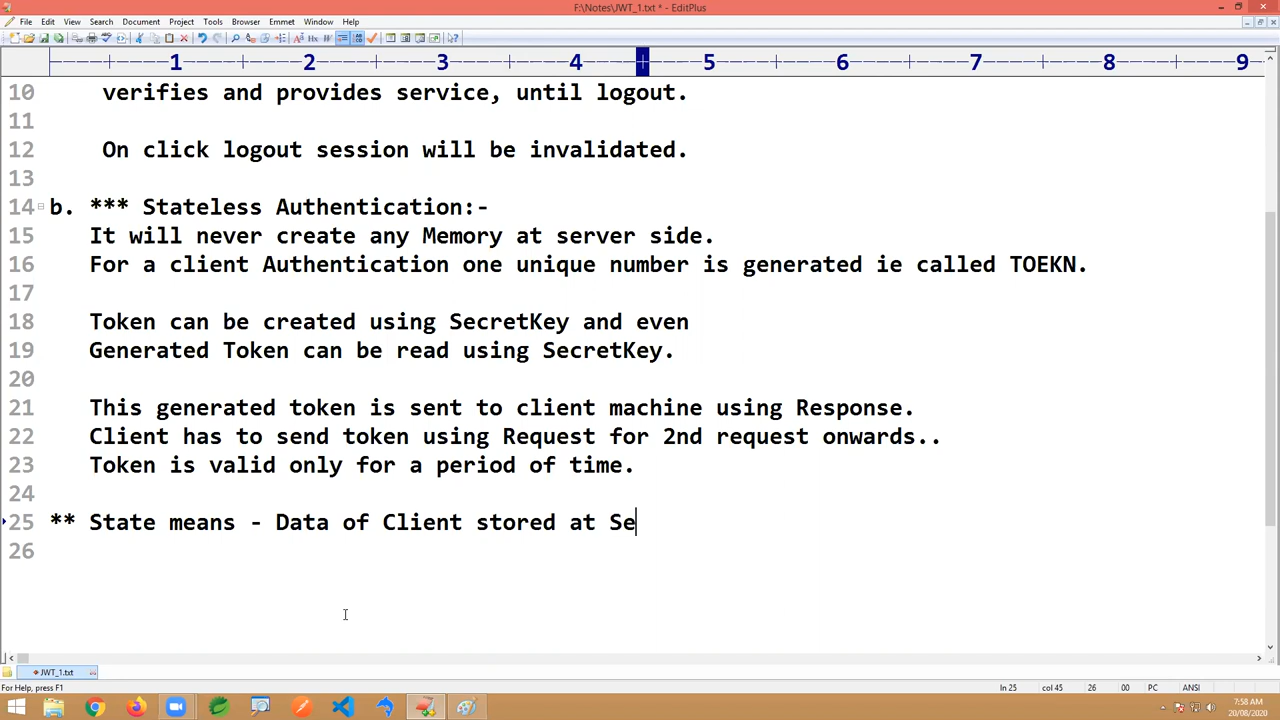 F:\Notes\JWT_1.txt * - EditPlus
File Edit View Search Document Project Tools Browser Emmet Window Help
1 2 3 4 5 6 7 8 9
10 verifies and provides service, until logout.
11
12 On click logout session will be invalidated.
13
14 b. *** Stateless Authentication:-
15 It will never create any Memory at server side.
16 For a client Authentication one unique number is generated ie called TOEKN.
17
18 Token can be created using SecretKey and even
19 Generated Token can be read using SecretKey.
20
21 This generated token is sent to client machine using Response.
22 Client has to send token using Request for 2nd request onwards..
23 Token is valid only for a period of time.
24
25 ** State means - Data of Client stored at Se
26
JWT_1.txt
For Help, press F1 ln 25 col 45 26 00 PC ANSI
7:58 AM
20/08/2020